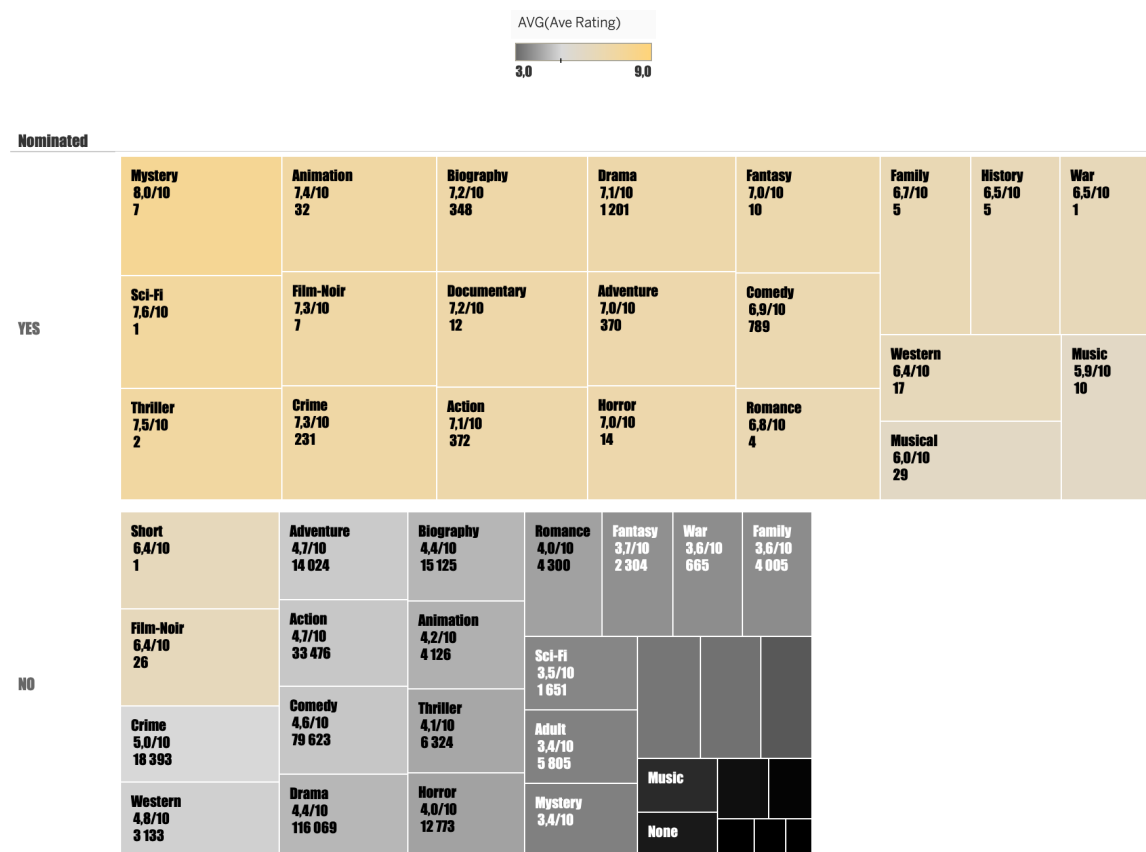 AVG(Ave Rating)
3,0 9,0
Nominated
YES
Mystery
8,0/10
7
Animation
7,4/10
32
Biography
7,2/10
348
Drama
7,1/10
1 201
Fantasy
7,0/10
10
Family
6,7/10
5
History
6,5/10
5
War
6,5/10
1
Sci-Fi
7,6/10
1
Film-Noir
7,3/10
7
Documentary
7,2/10
12
Adventure
7,0/10
370
Comedy
6,9/10
789
Western
6,4/10
17
Music
5,9/10
10
Thriller
7,5/10
2
Crime
7,3/10
231
Action
7,1/10
372
Horror
7,0/10
14
Romance
6,8/10
4
Musical
6,0/10
29
NO
Short
6,4/10
1
Adventure
4,7/10
14 024
Biography
4,4/10
15 125
Romance
4,0/10
4 300
Fantasy
3,7/10
2 304
War
3,6/10
665
Family
3,6/10
4 005
Film-Noir
6,4/10
26
Action
4,7/10
33 476
Animation
4,2/10
4 126
Sci-Fi
3,5/10
1 651
Crime
5,0/10
18 393
Comedy
4,6/10
79 623
Thriller
4,1/10
6 324
Adult
3,4/10
5 805
Western
4,8/10
3 133
Drama
4,4/10
116 069
Horror
4,0/10
12 773
Mystery
3,4/10
Music
None